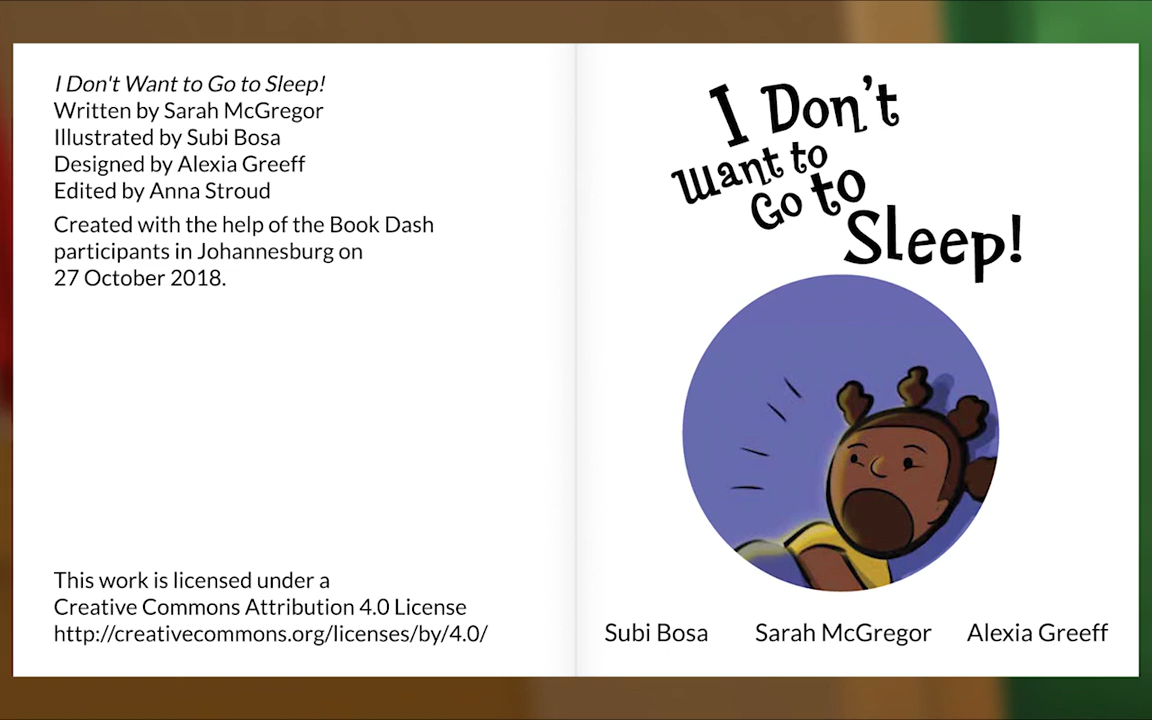 I Don't Want to Go to Sleep!
Written by Sarah McGregor
Illustrated by Subi Bosa
Designed by Alexia Greeff
Edited by Anna Stroud
Created with the help of the Book Dash
participants in Johannesburg on
27 October 2018.
This work is licensed under a
Creative Commons Attribution 4.0 License
http://creativecommons.org/licenses/by/4.0/
I Don't
Want to
Go to
Sleep!
Subi Bosa Sarah McGregor Alexia Greeff